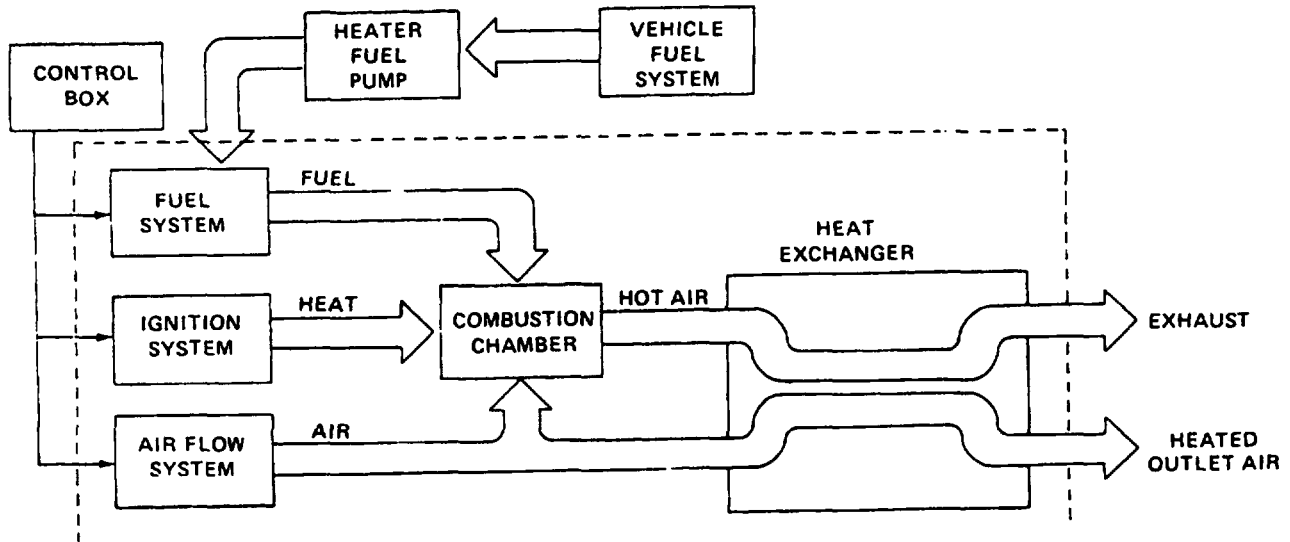 CONTROL
BOX
HEATER
FUEL
PUMP
VEHICLE
FUEL
SYSTEM
FUEL
SYSTEM
FUEL
IGNITION
SYSTEM
HEAT
AIR FLOW
SYSTEM
AIR
COMBUSTION
CHAMBER
HOT AIR
HEAT
EXCHANGER
EXHAUST
HEATED
OUTLET AIR